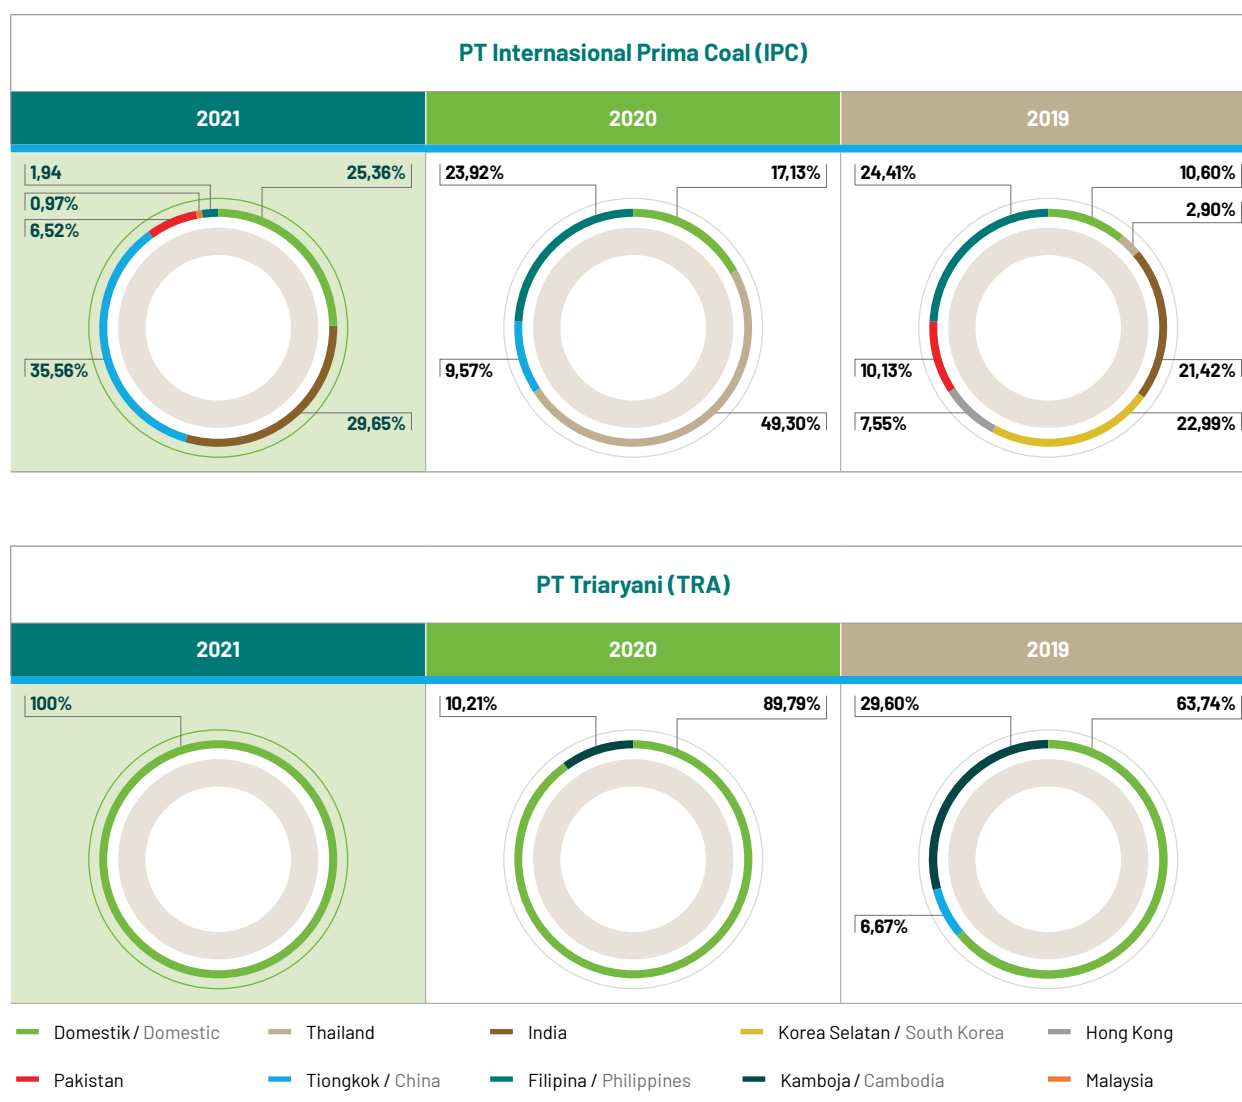 PT Internasional Prima Coal (IPC)
2021 2020 2019
1,94 25,36% 23,92% 17,13% 24,41% 10,60%
0,97% 2,90%
6,52%
35,56% 9,57% 10,13% 21,42%
29,65% 49,30% 7,55% 22,99%
PT Triaryani (TRA)
2021 2020 2019
100% 10,21% 89,79% 29,60% 63,74%
6,67%
Domestik / Domestic Thailand India Korea Selatan / South Korea Hong Kong
Pakistan Tiongkok / China Filipina / Philippines Kamboja / Cambodia Malaysia